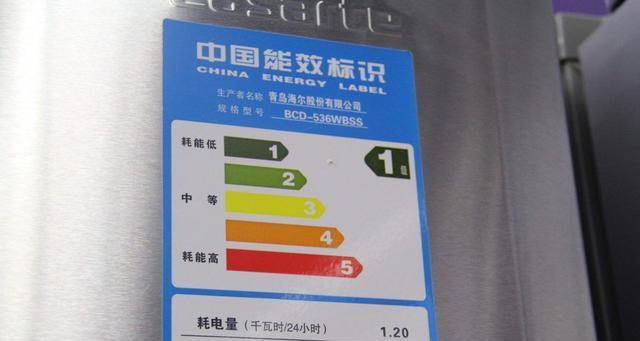 Casarte
中国能效标识
CHINA ENERGY LABEL
生产者名称 青岛海尔股份有限公司
规格型号 BCD-536WBSS
耗能低 1 1级
2
中等 3
4
耗能高 5
耗电量（千瓦时/24小时） 1.20